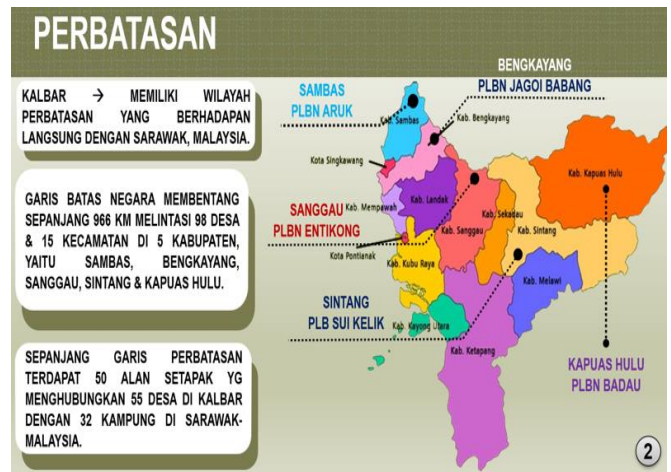 PERBATASAN
KALBAR → MEMILIKI WILAYAH
PERBATASAN YANG BERHADAPAN
LANGSUNG DENGAN SARAWAK, MALAYSIA.
GARIS BATAS NEGARA MEMBENTANG
SEPANJANG 966 KM MELINTASI 98 DESA
& 15 KECAMATAN DI 5 KABUPATEN,
YAITU SAMBAS, BENGKAYANG,
SANGGAU, SINTANG & KAPUAS HULU.
SEPANJANG GARIS PERBATASAN
TERDAPAT 50 ALAN SETAPAK YG
MENGHUBUNGKAN 55 DESA DI KALBAR
DENGAN 32 KAMPUNG DI SARAWAK-
MALAYSIA.
SAMBAS
PLBN ARUK
BENGKAYANG
PLBN JAGOI BABANG
Kab. Sambas
Kab. Bengkayang
Kota Singkawang
Kab. Kapuas Hulu
Kab. Mempawah
Kab. Landak
SANGGAU
PLBN ENTIKONG
Kab. Sanggau
Kab. Sekadau
Kab. Sintang
Kota Pontianak
Kab. Kubu Raya
Kab. Melawi
SINTANG
PLB SUI KELIK
Kab. Kayong Utara
Kab. Ketapang
KAPUAS HULU
PLBN BADAU
2